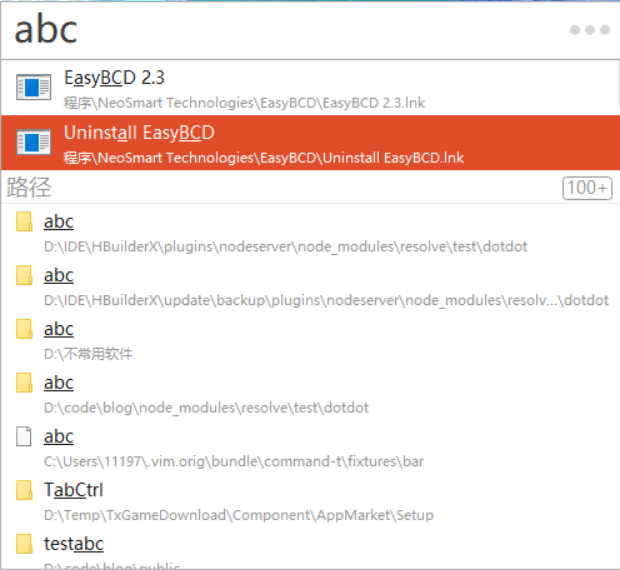 abc
EasyBCD 2.3
程序\NeoSmart Technologies\EasyBCD\EasyBCD 2.3.lnk
Uninstall EasyBCD
程序\NeoSmart Technologies\EasyBCD\Uninstall EasyBCD.lnk
路径 100+
abc
D:\IDE\HBuilderX\plugins\nodeserver\node_modules\resolve\test\dotdot
abc
D:\IDE\HBuilderX\update\backup\plugins\nodeserver\node_modules\resolv...\dotdot
abc
D:\不常用软件
abc
D:\code\blog\node_modules\resolve\test\dotdot
abc
C:\Users\11197\.vim.orig\bundle\command-t\fixtures\bar
TabCtrl
D:\Temp\TxGameDownload\Component\AppMarket\Setup
testabc
D:\code\blog\public